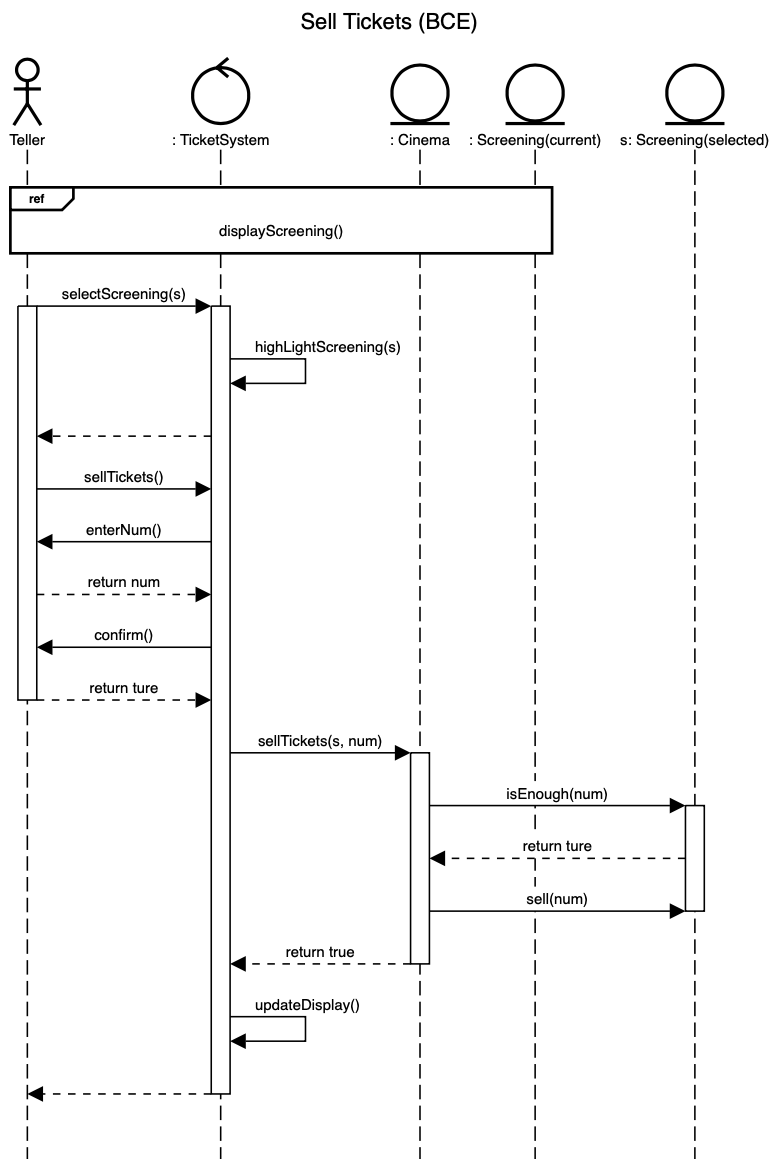 Sell Tickets (BCE)
Teller
: TicketSystem
: Cinema
: Screening(current)
s: Screening(selected)
ref
displayScreening()
selectScreening(s)
highLightScreening(s)
sellTickets()
enterNum()
return num
confirm()
return ture
sellTickets(s, num)
isEnough(num)
return ture
sell(num)
return true
updateDisplay()